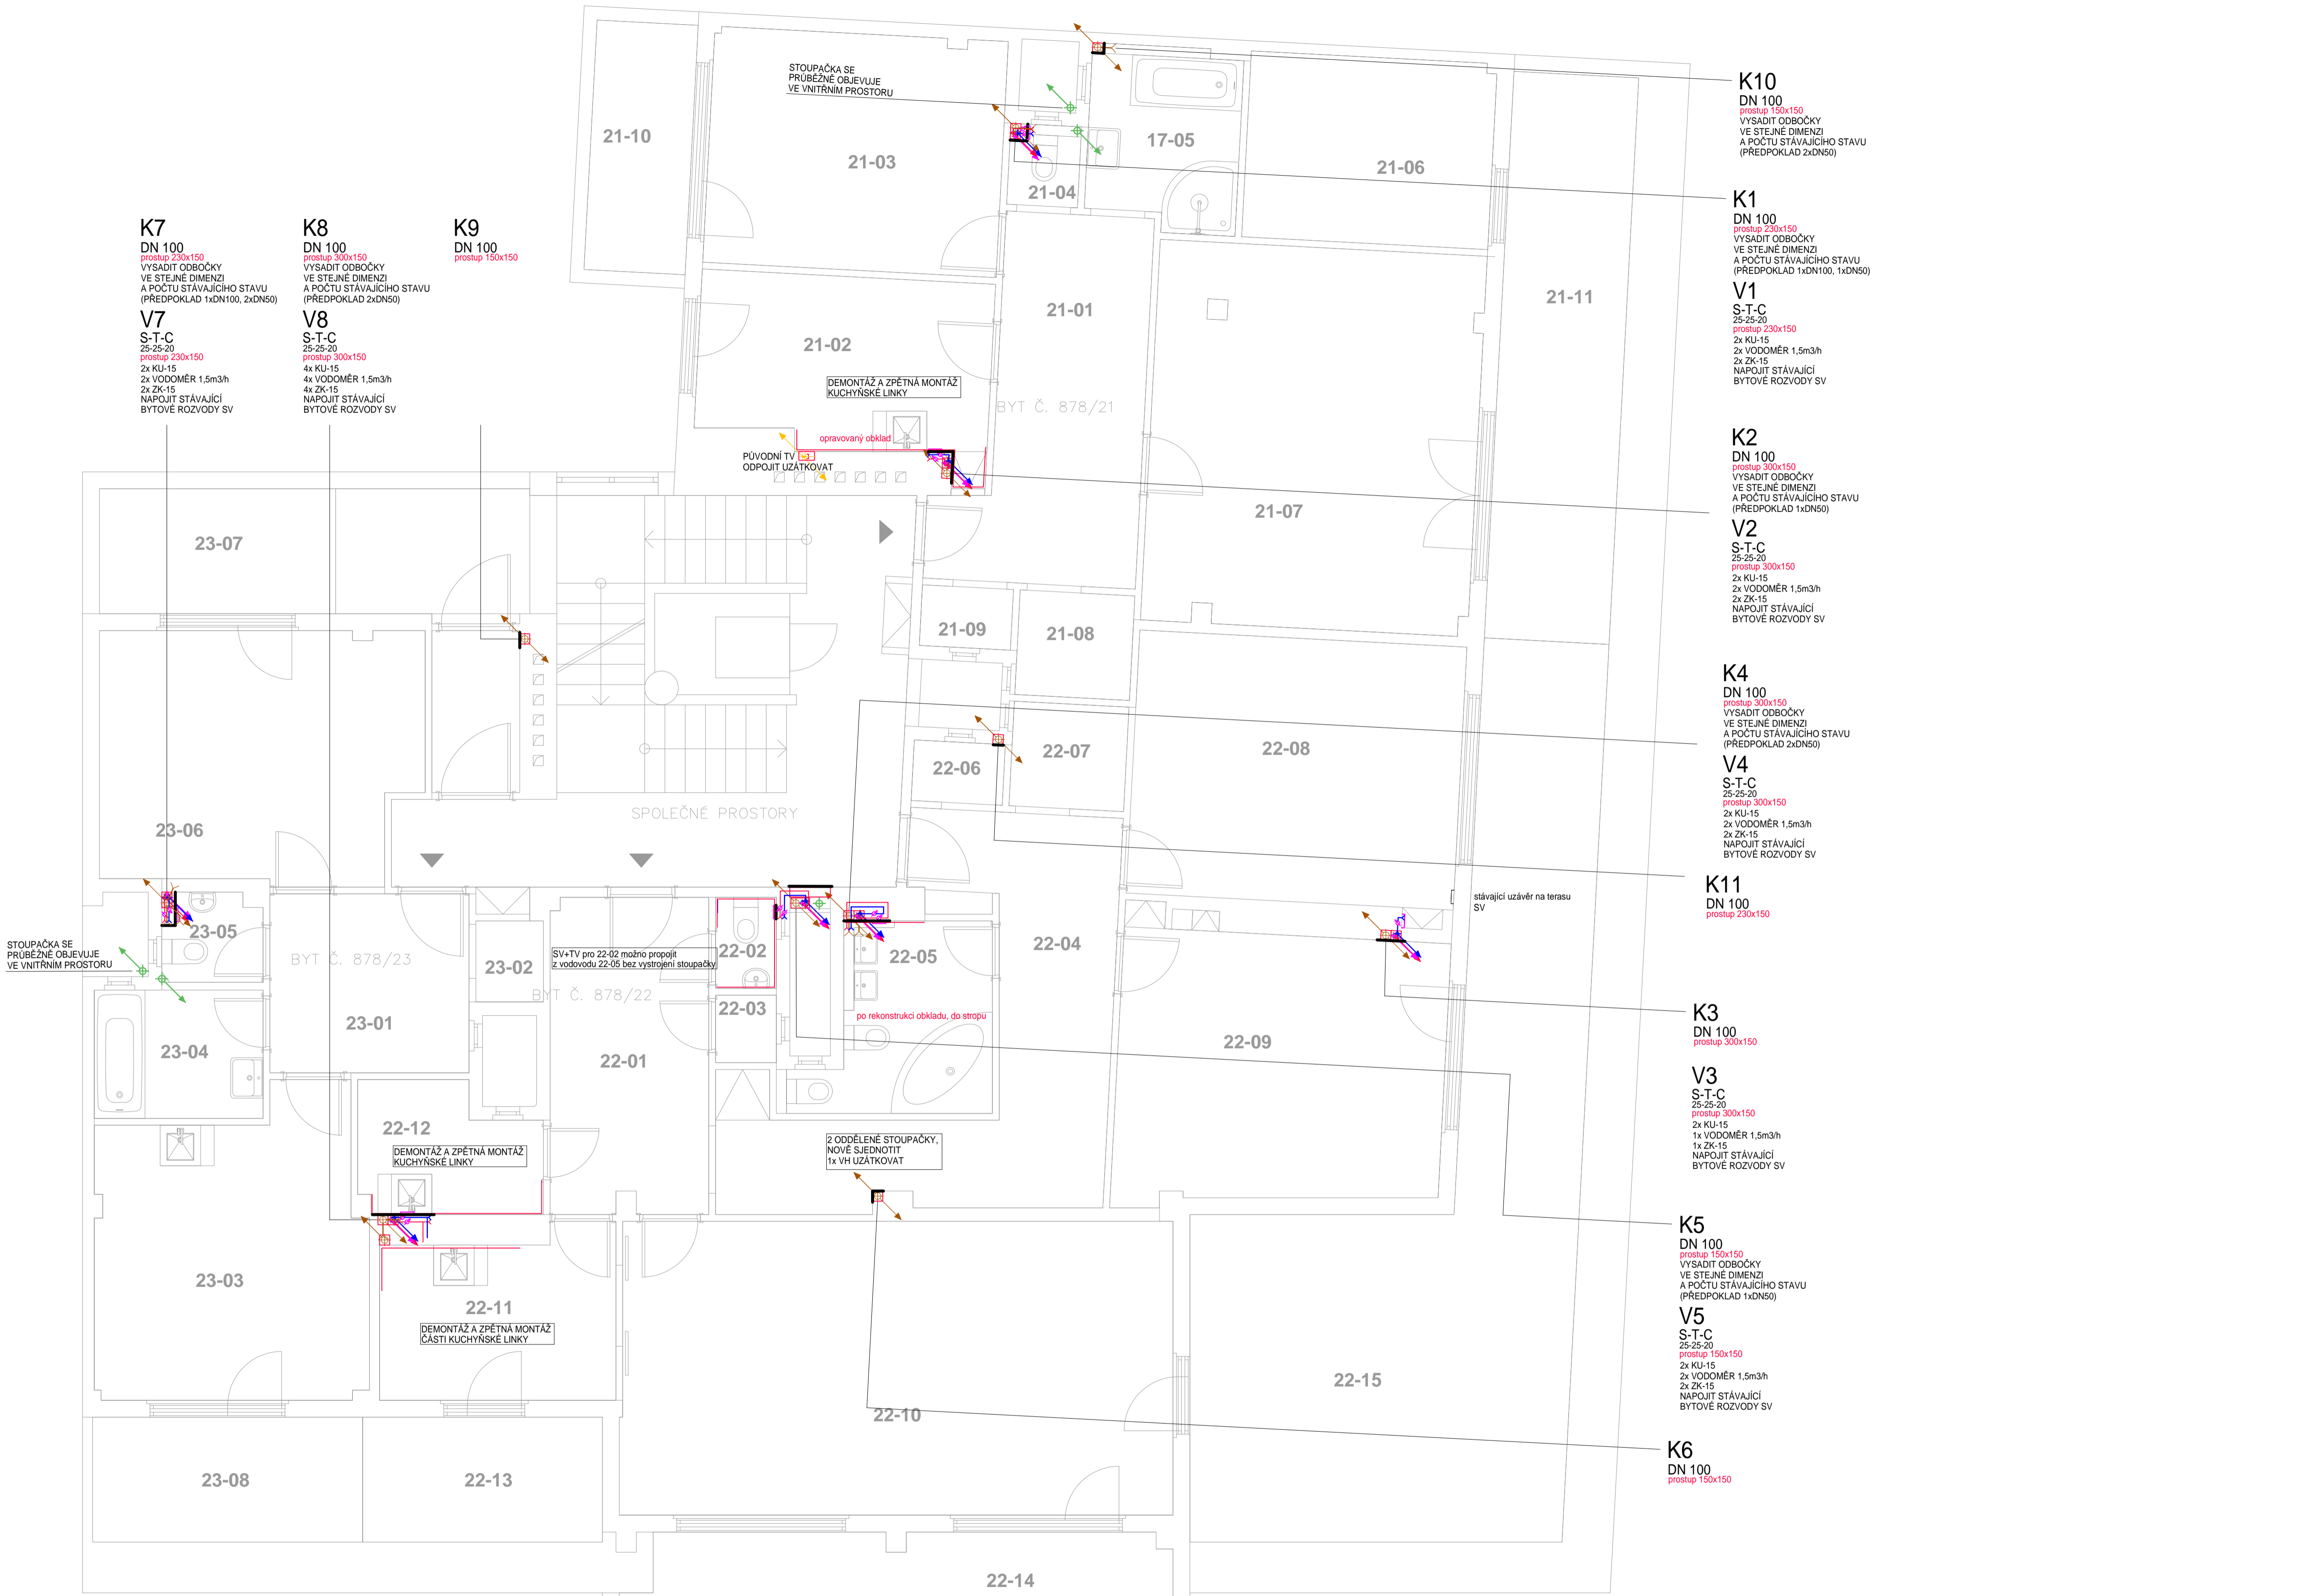 STOUPAČKA SE
PRŮBĚŽNĚ OBJEVUJE
VE VNITŘNÍM PROSTORU
K10
DN 100
prostup 150x150
VYSADIT ODBOČKY
VE STEJNÉ DIMENZI
A POČTU STÁVAJÍCÍHO STAVU
(PŘEDPOKLAD 2xDN50)
21-10
21-03
17-05
21-06
21-04
K1
DN 100
prostup 230x150
VYSADIT ODBOČKY
VE STEJNÉ DIMENZI
A POČTU STÁVAJÍCÍHO STAVU
(PŘEDPOKLAD 1xDN100, 1xDN50)
V1
S-T-C
25-25-20
prostup 230x150
2x KU-15
2x VODOMĚR 1,5m3/h
2x ZK-15
NAPOJIT STÁVAJÍCÍ
BYTOVÉ ROZVODY SV
K7
DN 100
prostup 230x150
VYSADIT ODBOČKY
VE STEJNÉ DIMENZI
A POČTU STÁVAJÍCÍHO STAVU
(PŘEDPOKLAD 1xDN100, 2xDN50)
V7
S-T-C
25-25-20
prostup 230x150
2x KU-15
2x VODOMĚR 1,5m3/h
2x ZK-15
NAPOJIT STÁVAJÍCÍ
BYTOVÉ ROZVODY SV
K8
DN 100
prostup 300x150
VYSADIT ODBOČKY
VE STEJNÉ DIMENZI
A POČTU STÁVAJÍCÍHO STAVU
(PŘEDPOKLAD 2xDN50)
V8
S-T-C
25-25-20
prostup 300x150
4x KU-15
4x VODOMĚR 1,5m3/h
4x ZK-15
NAPOJIT STÁVAJÍCÍ
BYTOVÉ ROZVODY SV
K9
DN 100
prostup 150x150
21-11
21-01
21-02
DEMONTÁŽ A ZPĚTNÁ MONTÁŽ
KUCHYŇSKÉ LINKY
BYT Č. 878/21
opravovaný obklad
PŮVODNÍ TV
ODPOJIT UZÁTKOVAT
K2
DN 100
prostup 300x150
VYSADIT ODBOČKY
VE STEJNÉ DIMENZI
A POČTU STÁVAJÍCÍHO STAVU
(PŘEDPOKLAD 1xDN50)
V2
S-T-C
25-25-20
prostup 300x150
2x KU-15
2x VODOMĚR 1,5m3/h
2x ZK-15
NAPOJIT STÁVAJÍCÍ
BYTOVÉ ROZVODY SV
21-07
23-07
21-09
21-08
K4
DN 100
prostup 300x150
VYSADIT ODBOČKY
VE STEJNÉ DIMENZI
A POČTU STÁVAJÍCÍHO STAVU
(PŘEDPOKLAD 2xDN50)
V4
S-T-C
25-25-20
prostup 300x150
2x KU-15
2x VODOMĚR 1,5m3/h
2x ZK-15
NAPOJIT STÁVAJÍCÍ
BYTOVÉ ROZVODY SV
22-06
22-07
22-08
SPOLEČNÉ PROSTORY
23-06
K11
DN 100
prostup 230x150
stávající uzávěr na terasu
SV
23-05
STOUPAČKA SE
PRŮBĚŽNĚ OBJEVUJE
VE VNITŘNÍM PROSTORU
BYT Č. 878/23
23-02
SV+TV pro 22-02 možno propojit
z vodovodu 22-05 bez vystrojení stoupačky
22-02
22-05
22-04
BYT Č. 878/22
22-03
po rekonstrukci obkladu, do stropu
23-01
23-04
22-01
22-09
K3
DN 100
prostup 300x150
V3
S-T-C
25-25-20
prostup 300x150
2x KU-15
1x VODOMĚR 1,5m3/h
1x ZK-15
NAPOJIT STÁVAJÍCÍ
BYTOVÉ ROZVODY SV
22-12
DEMONTÁŽ A ZPĚTNÁ MONTÁŽ
KUCHYŇSKÉ LINKY
2 ODDĚLENÉ STOUPAČKY,
NOVĚ SJEDNOTIT
1x VH UZÁTKOVAT
K5
DN 100
prostup 150x150
VYSADIT ODBOČKY
VE STEJNÉ DIMENZI
A POČTU STÁVAJÍCÍHO STAVU
(PŘEDPOKLAD 1xDN50)
V5
S-T-C
25-25-20
prostup 150x150
2x KU-15
2x VODOMĚR 1,5m3/h
2x ZK-15
NAPOJIT STÁVAJÍCÍ
BYTOVÉ ROZVODY SV
23-03
22-11
DEMONTÁŽ A ZPĚTNÁ MONTÁŽ
ČÁSTI KUCHYŇSKÉ LINKY
22-15
22-10
K6
DN 100
prostup 150x150
23-08
22-13
22-14